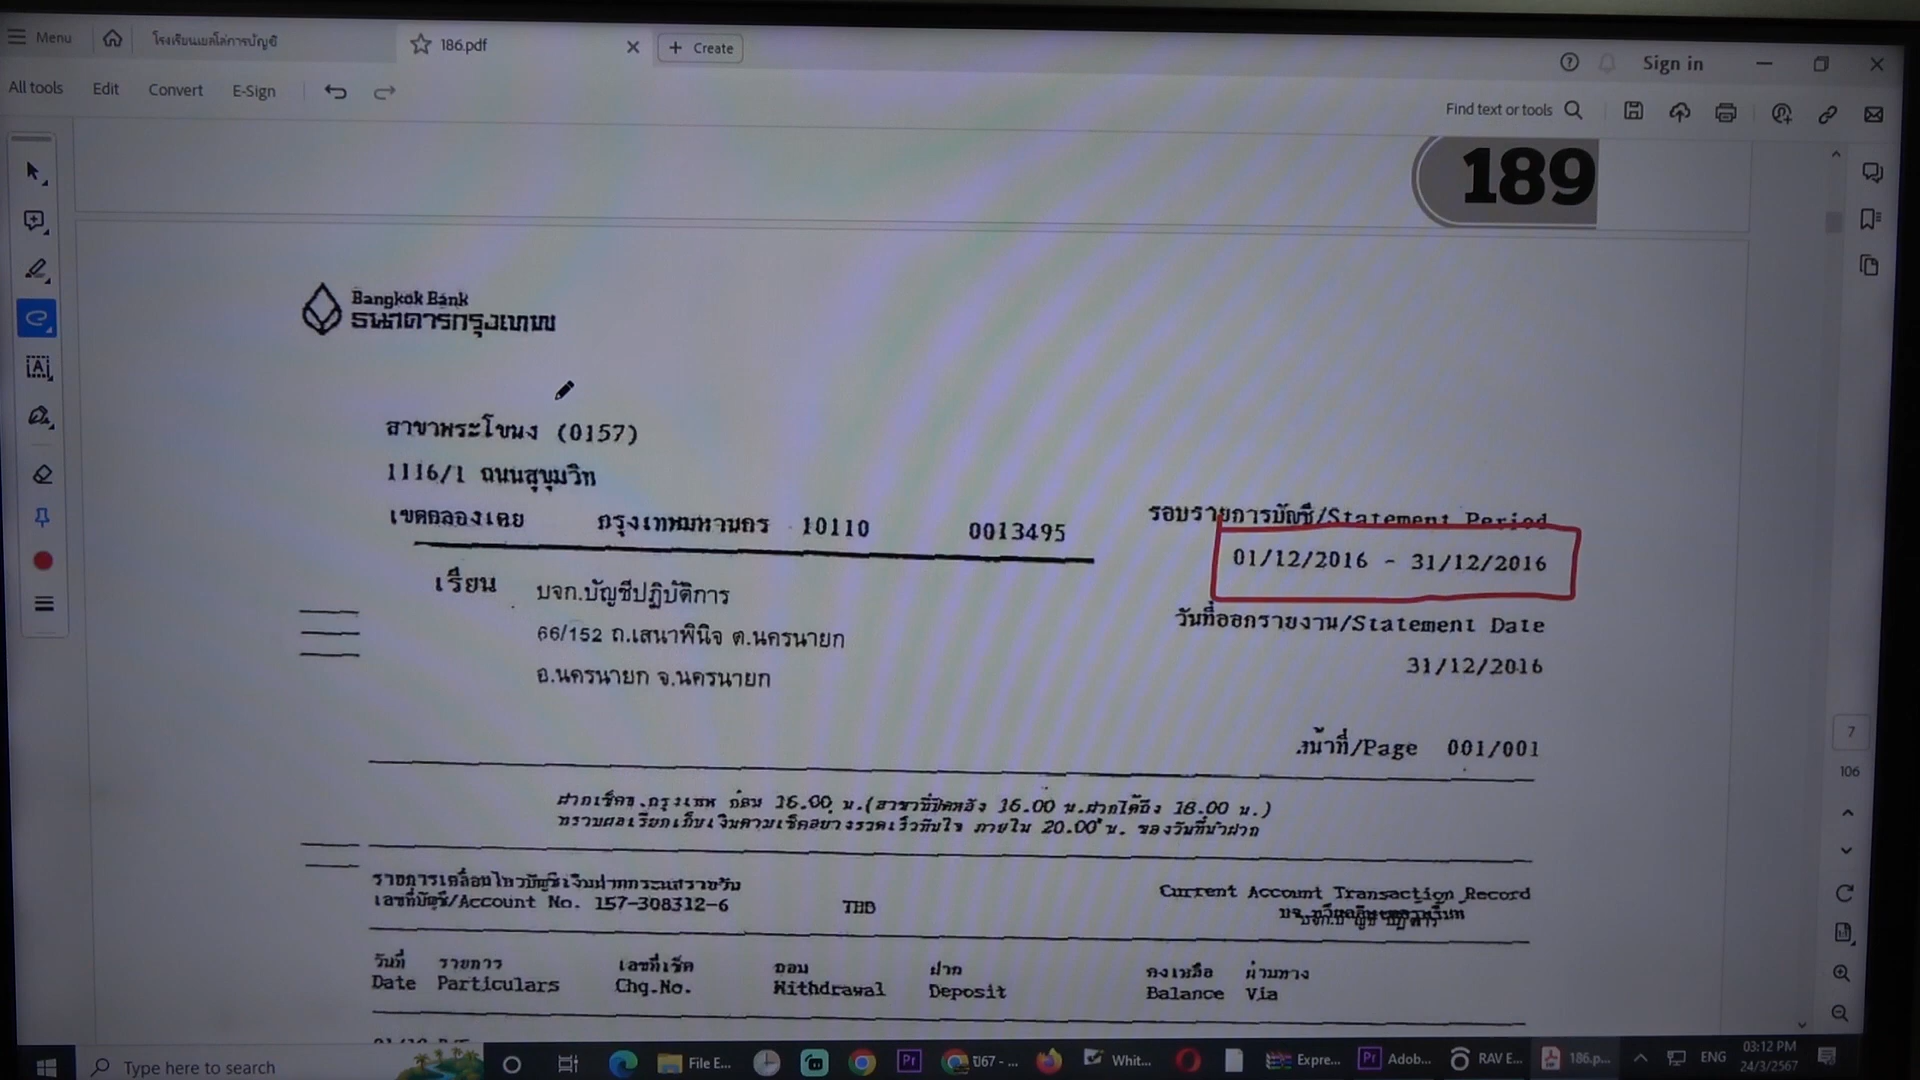 Menu
โรงเรียนเยลโล่การบัญชี
186.pdf
Create
Sign in
All tools
Edit
Convert
E-Sign
Find text or tools
189
Bangkok Bank
ธนาคารกรุงเทพ
สาขาพระโขนง (0157)
1116/1 ถนนสุขุมวิท
เขตคลองเตย กรุงเทพมหานคร 10110 0013495
รอบรายการบัญชี/Statement Period
01/12/2016 - 31/12/2016
เรียน บจก.บัญชีปฏิบัติการ
66/152 ถ.เสนาพินิจ ต.นครนายก
อ.นครนายก จ.นครนายก
วันที่ออกรายงาน/Statement Date
31/12/2016
หน้าที่/Page 001/001
ฝากเช็คธ.กรุงเทพ ก่อน 16.00 น.(สาขาที่ปิดหลัง 16.00 น.ฝากได้ถึง 18.00 น.)
ทราบผลเรียกเก็บเงินตามเช็คอย่างรวดเร็วทันใจ ภายใน 20.00 น. ของวันที่นำฝาก
รายการเคลื่อนไหวบัญชีเงินฝากกระแสรายวัน
เลขที่บัญชี/Account No. 157-308312-6 THB
Current Account Transaction Record
วันที่ รายการ เลขที่เช็ค ถอน ฝาก คงเหลือ ผ่านทาง
Date Particulars Chq.No. Withdrawal Deposit Balance Via
7
106
Type here to search
File E...
ปี67 - ...
Whit...
Expre...
Adob...
RAV E...
186.p...
ENG
03:12 PM
24/3/2567